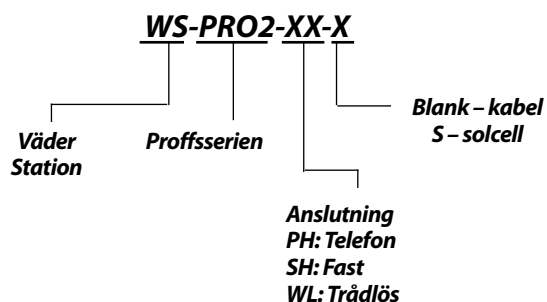 WS-PRO2-XX-X
Väder
Station
Proffsserien
Blank – kabel
S – solcell
Anslutning
PH: Telefon
SH: Fast
WL: Trådlös